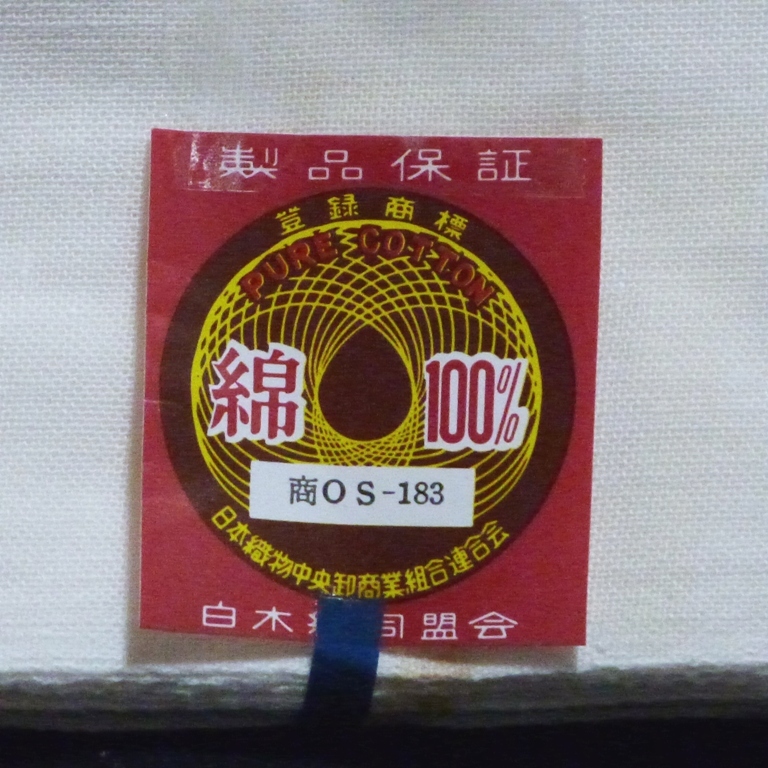 製品保証
登録商標
PURE COTTON
綿 100%
商OS-183
日本織物中央卸商業組合連合会
白木 同盟会